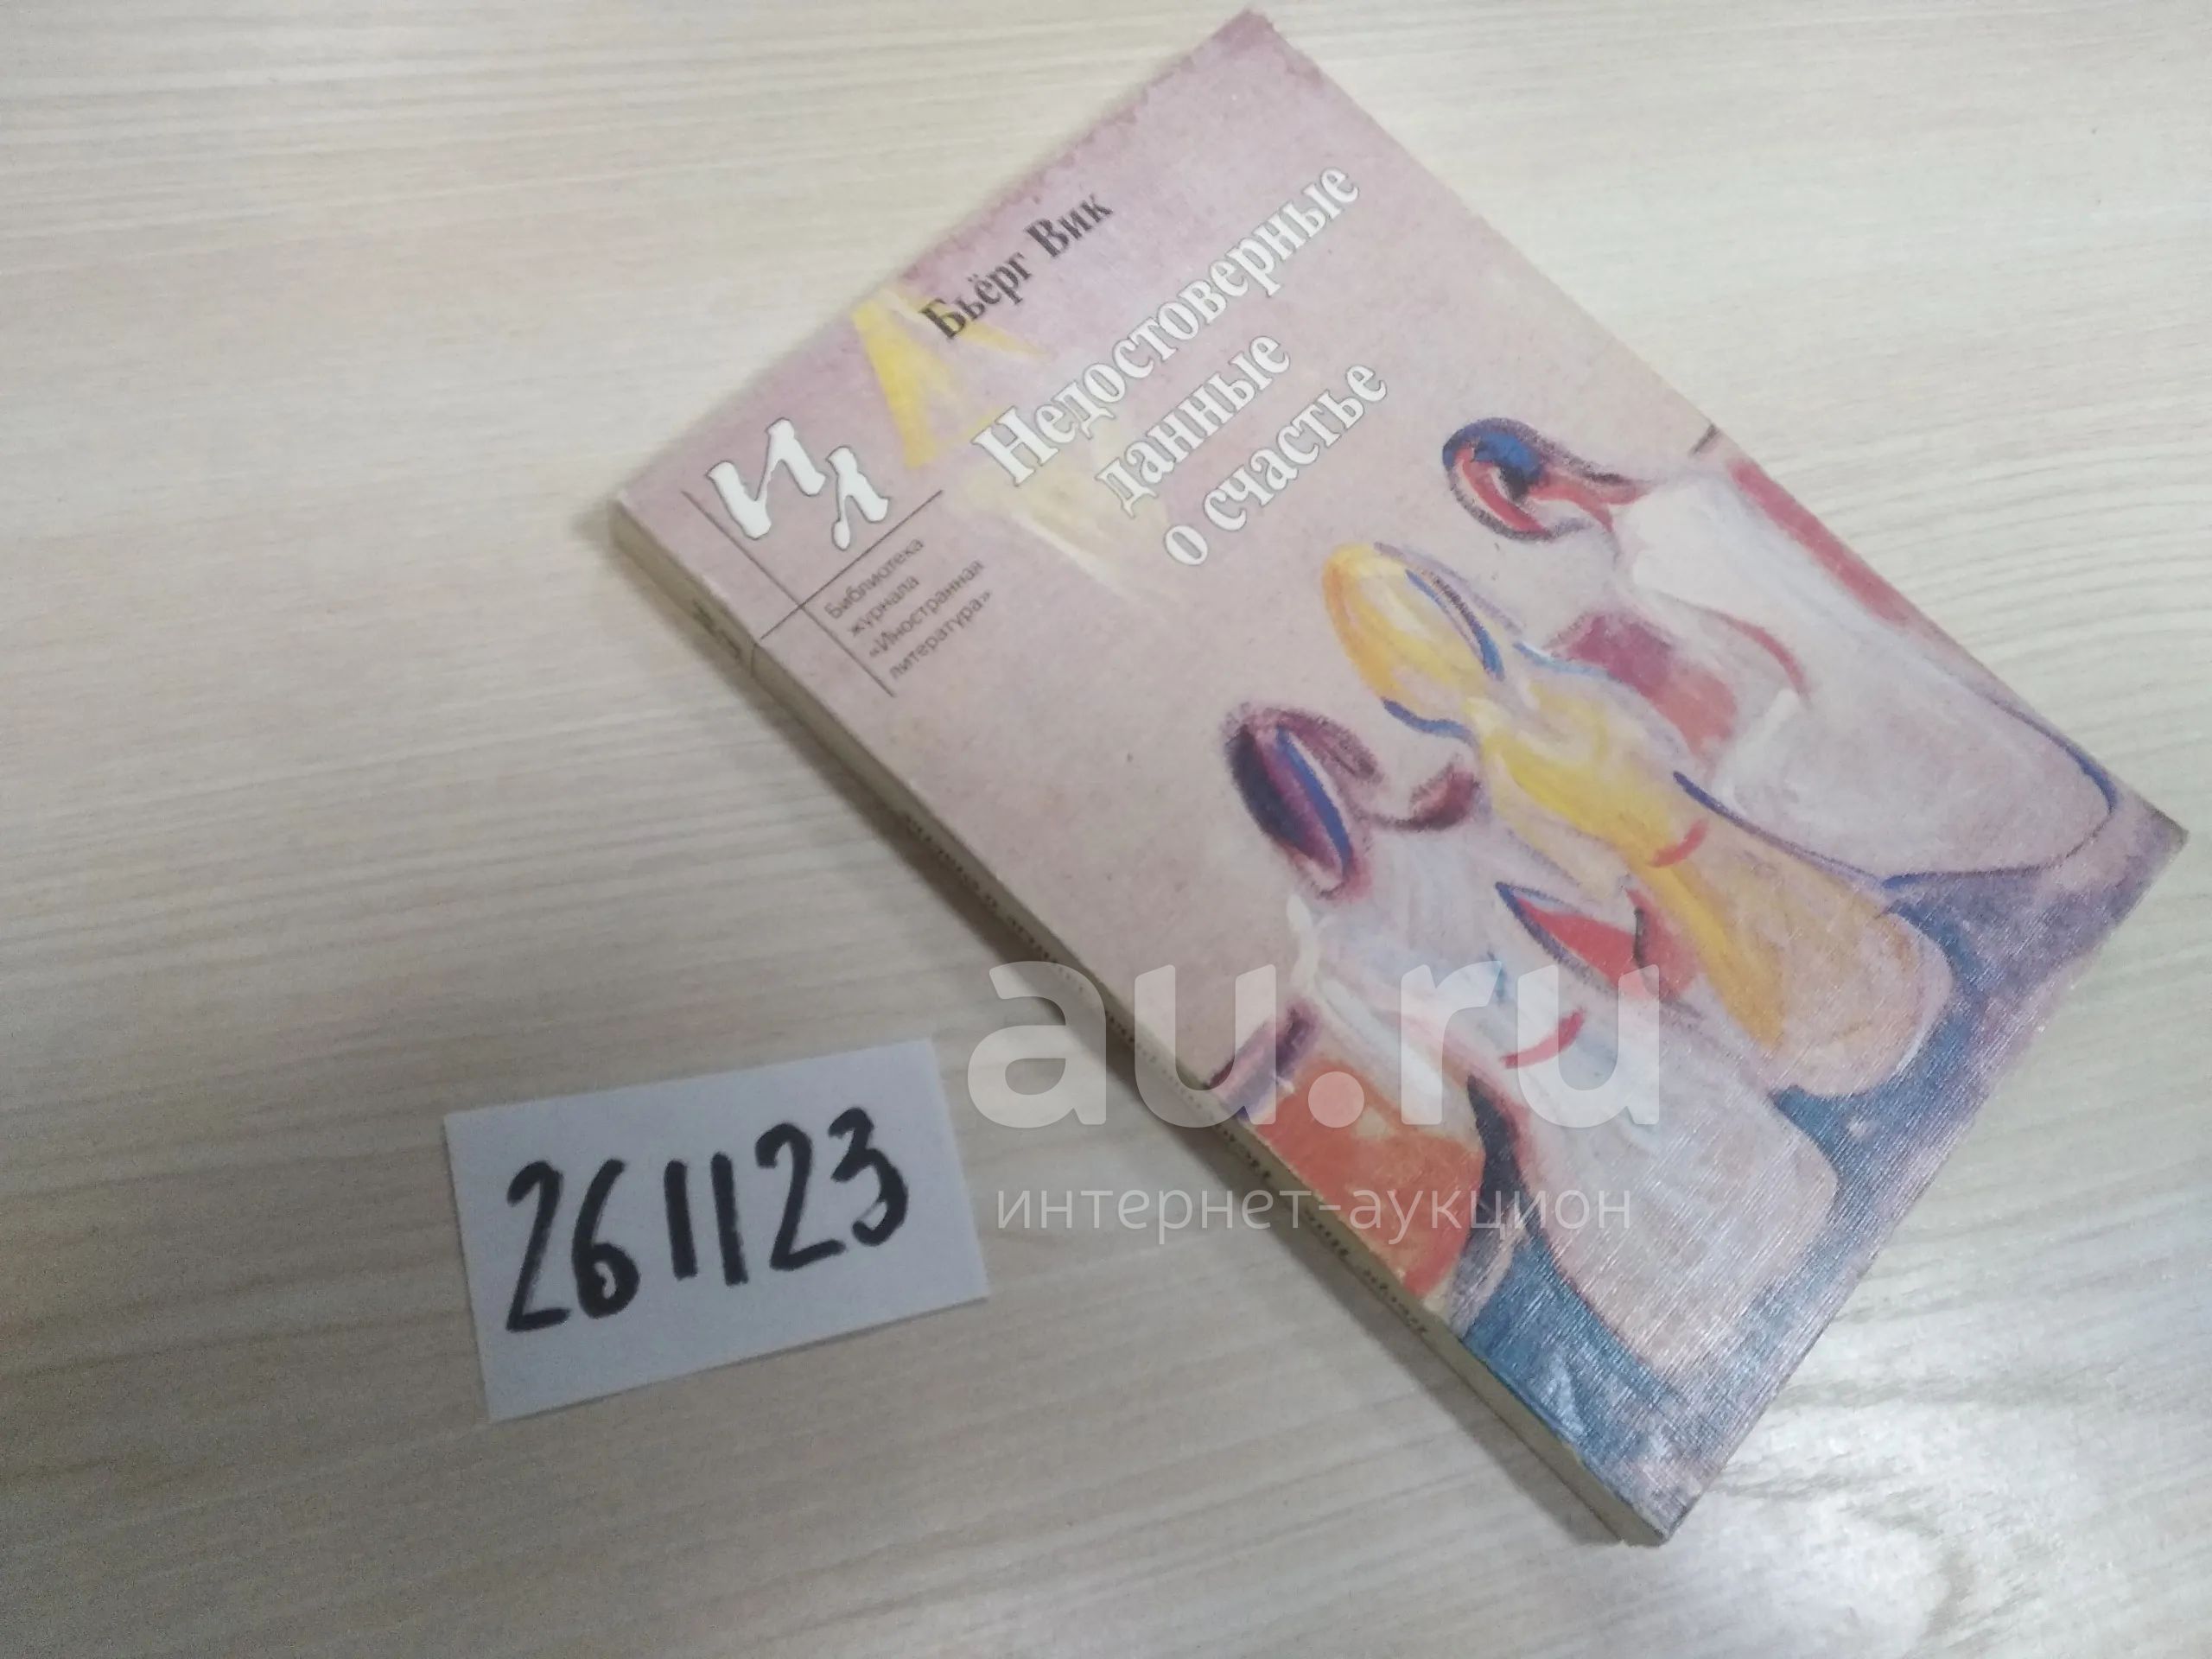 Бьёрг Вик
Недостоверные
данные
о счастье
ИЛ
Библиотека
журнала
«Иностранная
литература»
261123
au.ru
интернет-аукцион